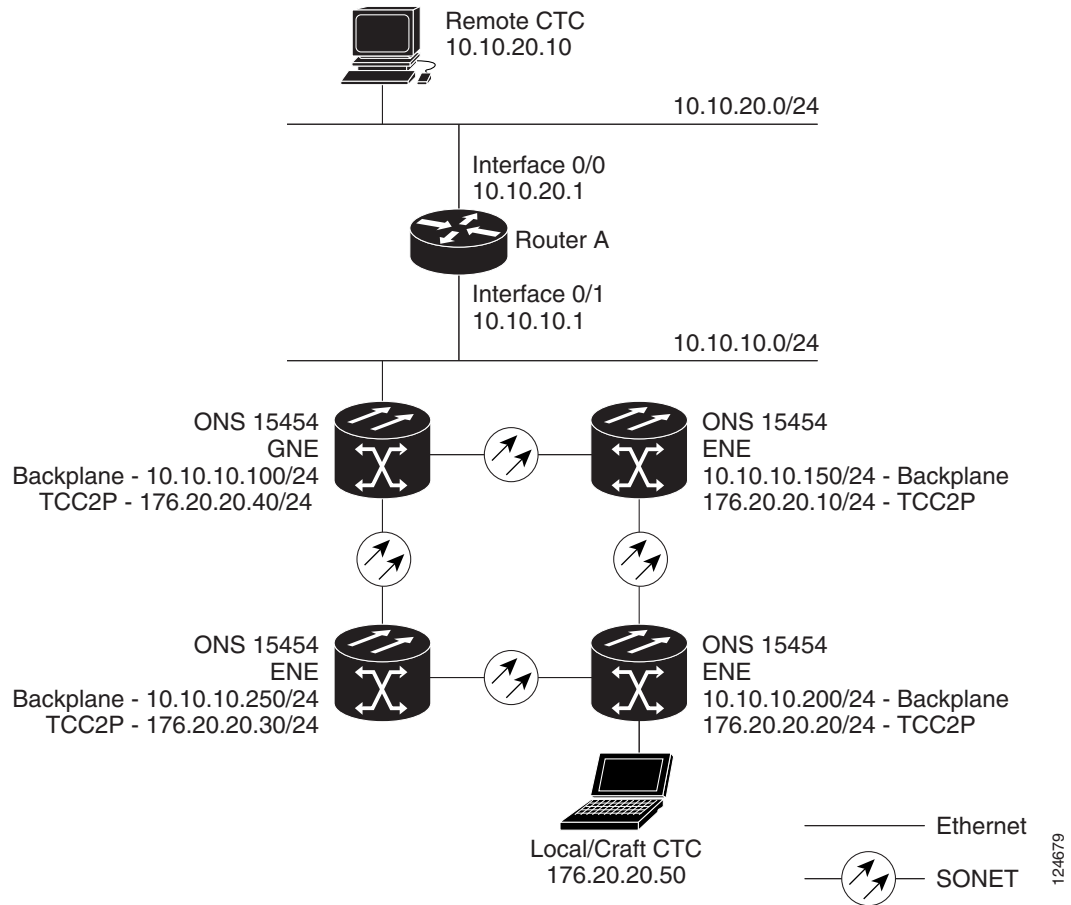 Remote CTC
10.10.20.10
10.10.20.0/24
Interface 0/0
10.10.20.1
Router A
Interface 0/1
10.10.10.1
10.10.10.0/24
ONS 15454
GNE
Backplane - 10.10.10.100/24
TCC2P - 176.20.20.40/24
ONS 15454
ENE
10.10.10.150/24 - Backplane
176.20.20.10/24 - TCC2P
ONS 15454
ENE
Backplane - 10.10.10.250/24
TCC2P - 176.20.20.30/24
ONS 15454
ENE
10.10.10.200/24 - Backplane
176.20.20.20/24 - TCC2P
Local/Craft CTC
176.20.20.50
Ethernet
SONET
124679